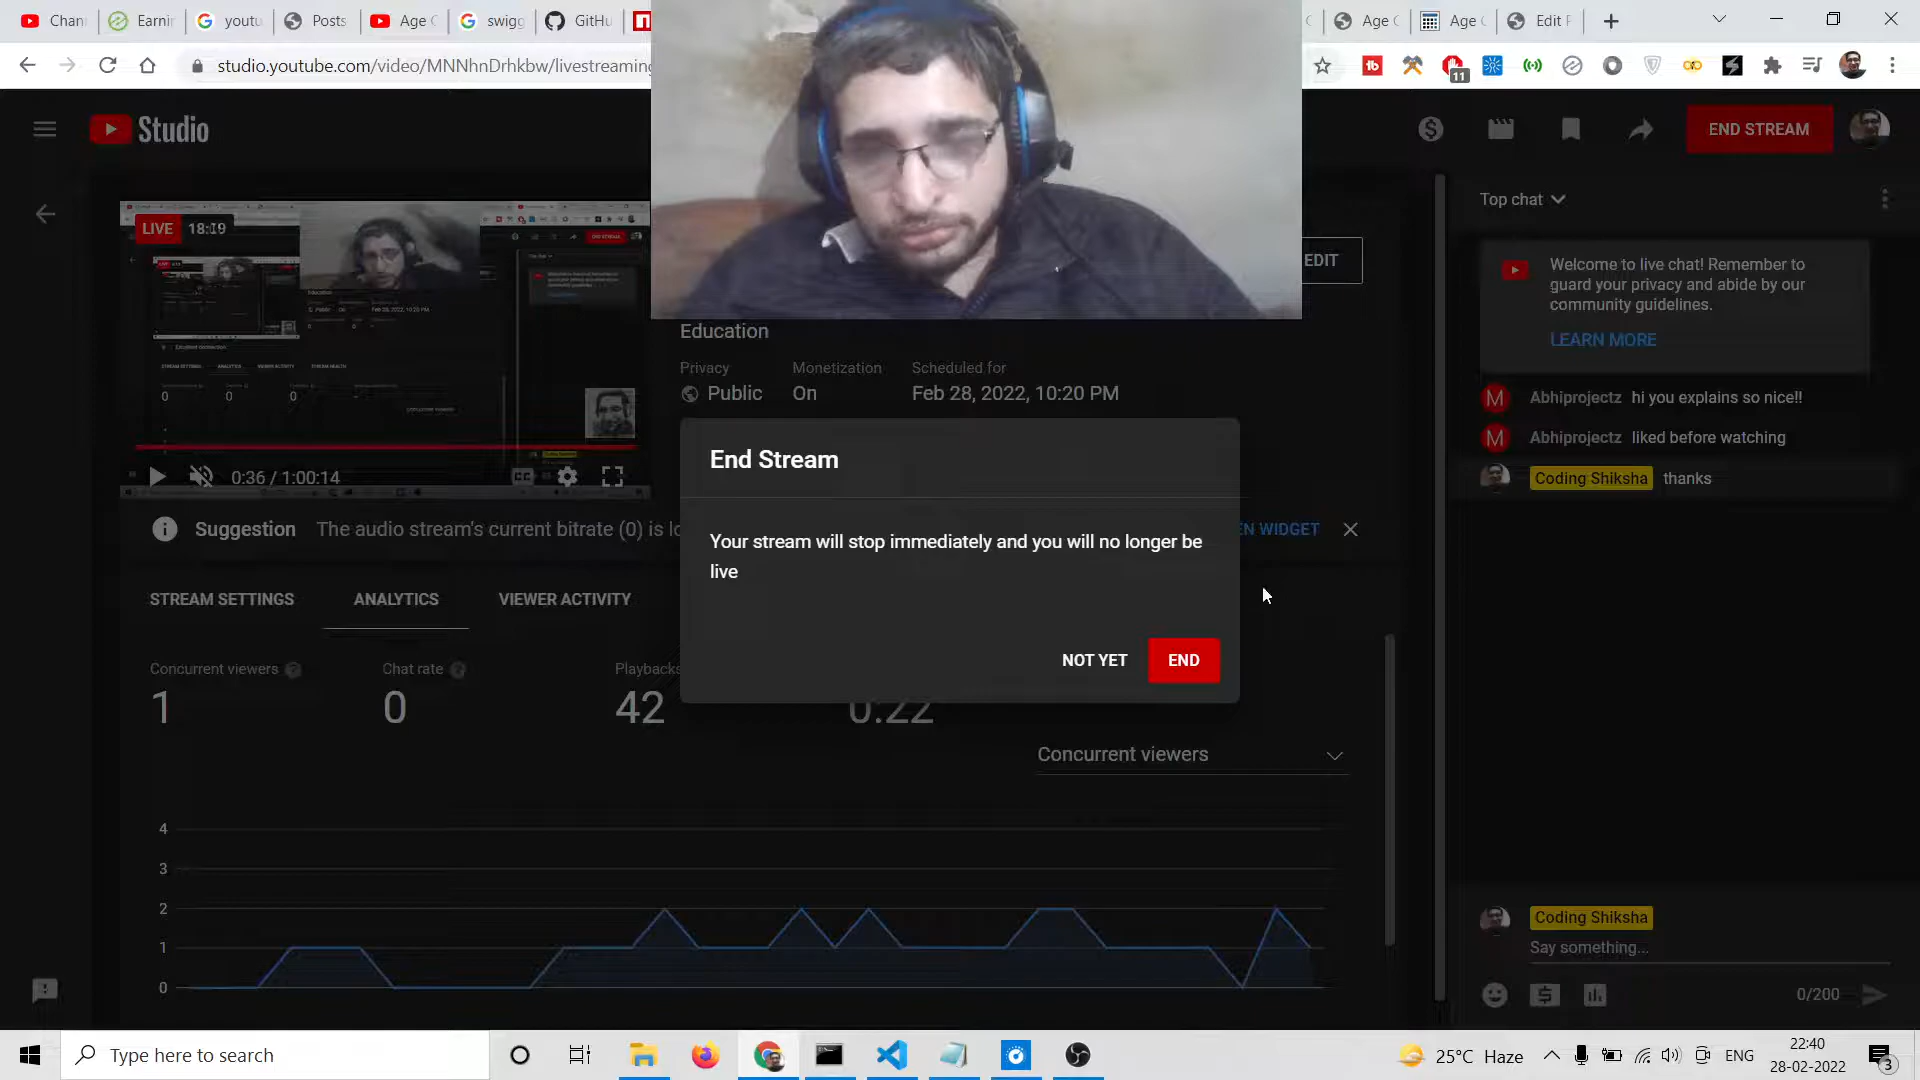 Chan
Earnin
youtu
Posts
Age C
swigg
GitHu
Age C
Age C
Edit P
studio.youtube.com/video/MNNhnDrhkbw/livestreaming
11
Studio
END STREAM
LIVE 18:19
0:36 / 1:00:14
EDIT
Education
Privacy
Monetization
Scheduled for
Public
On
Feb 28, 2022, 10:20 PM
Suggestion The audio stream's current bitrate (0) is lo
EN WIDGET
STREAM SETTINGS
ANALYTICS
VIEWER ACTIVITY
End Stream
Your stream will stop immediately and you will no longer be
live
NOT YET
END
Concurrent viewers
1
Chat rate
0
Playbacks
42
0:22
Concurrent viewers
4
3
2
1
0
Top chat
Welcome to live chat! Remember to
guard your privacy and abide by our
community guidelines.
LEARN MORE
M Abhiprojectz hi you explains so nice!!
M Abhiprojectz liked before watching
Coding Shiksha thanks
Coding Shiksha
Say something...
0/200
Type here to search
25°C Haze
ENG
22:40
28-02-2022
3